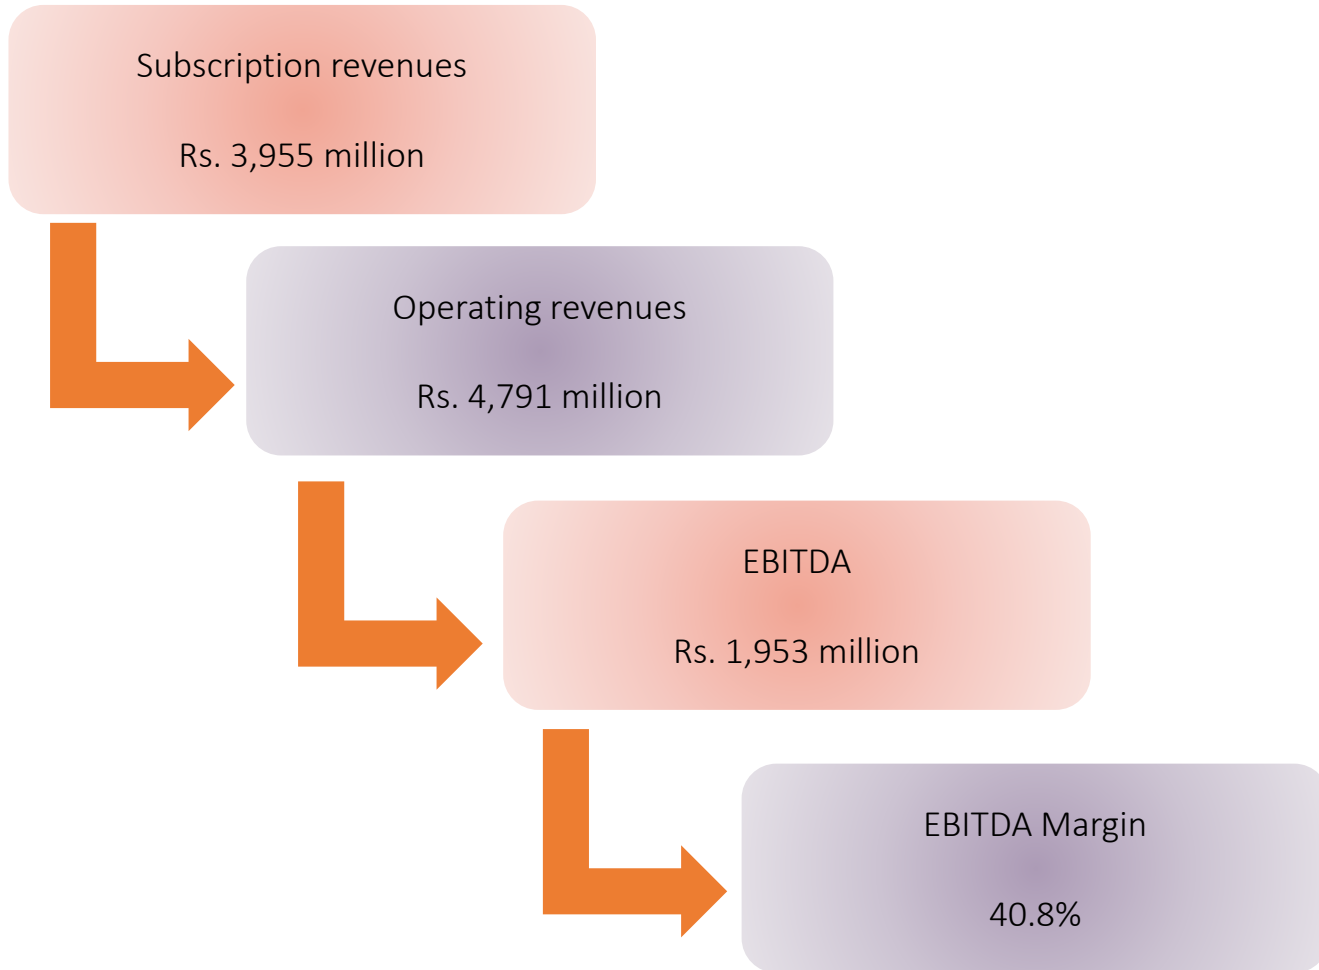 Subscription revenues
Rs. 3,955 million
Operating revenues
Rs. 4,791 million
EBITDA
Rs. 1,953 million
EBITDA Margin
40.8%